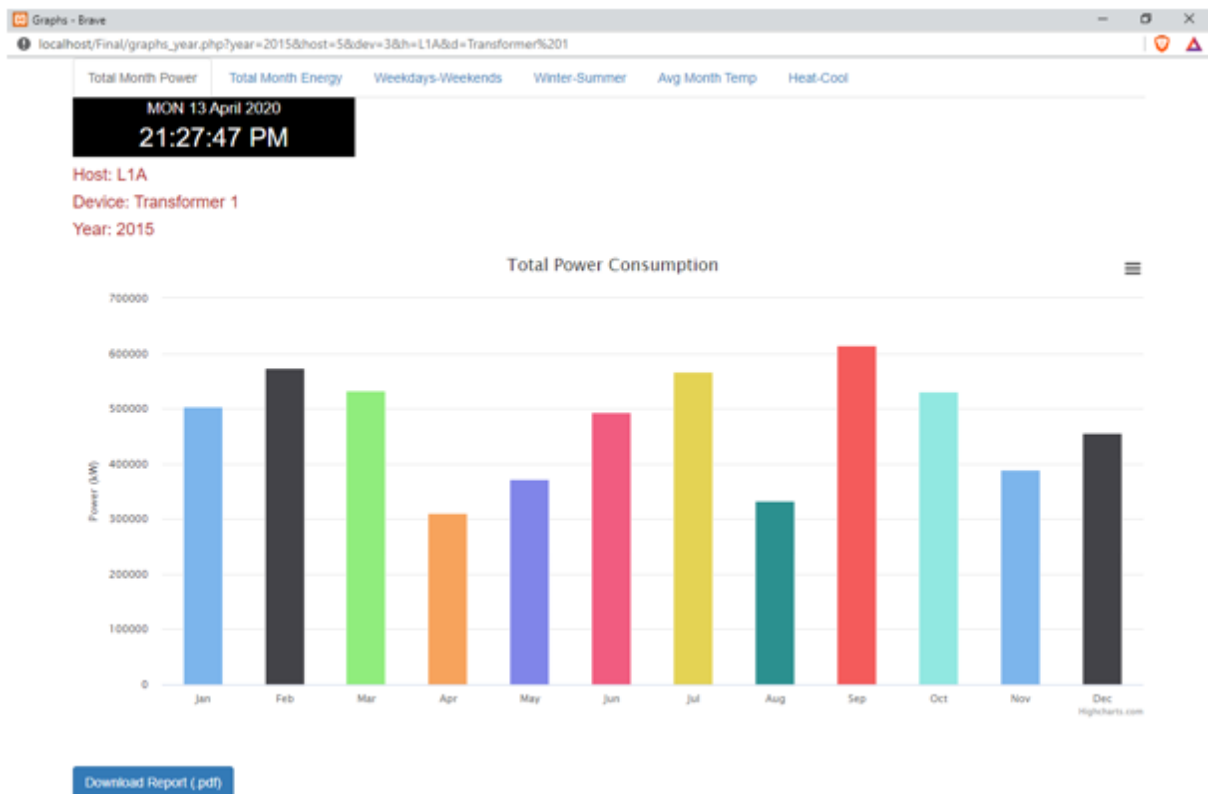 Graphs - Brave
localhost/Final/graphs_year.php?year=2015&host=5&dev=3&h=L1A&d=Transformer%201
Total Month Power Total Month Energy Weekdays-Weekends Winter-Summer Avg Month Temp Heat-Cool
MON 13 April 2020
21:27:47 PM
Host: L1A
Device: Transformer 1
Year: 2015
Total Power Consumption
700000
600000
500000
400000
300000
200000
100000
0
Power (kW)
Jan Feb Mar Apr May Jun Jul Aug Sep Oct Nov Dec
Highcharts.com
Download Report (.pdf)